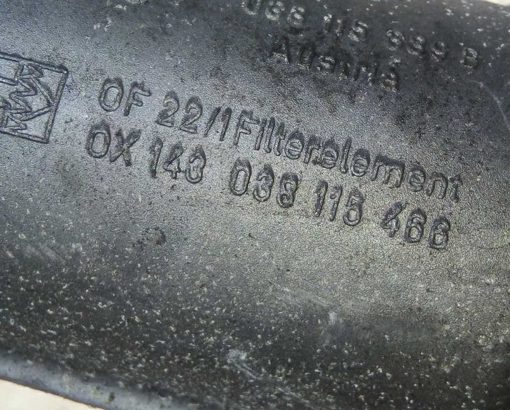 038 115 389 B
Austria
OF 22/1 Filterelement
OX 143 038 115 466